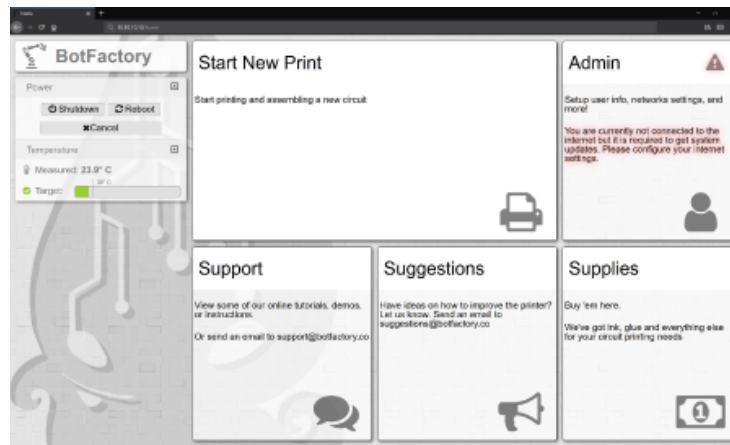 BotFactory
Power
Shutdown
Reboot
Cancel
Temperature
Measured: 23.9° C
Target:
Start New Print
Start printing and assembling a new circuit
Admin
Setup user info, networks settings, and
more!
You are currently not connected to the
internet but it is required to get system
updates. Please configure your internet
settings.
Support
View some of our online tutorials, demos,
or instructions.
Or send an email to support@botfactory.co
Suggestions
Have ideas on how to improve the printer?
Let us know. Send an email to
suggestions@botfactory.co
Supplies
Buy 'em here.
We've got ink, glue and everything else
for your circuit printing needs